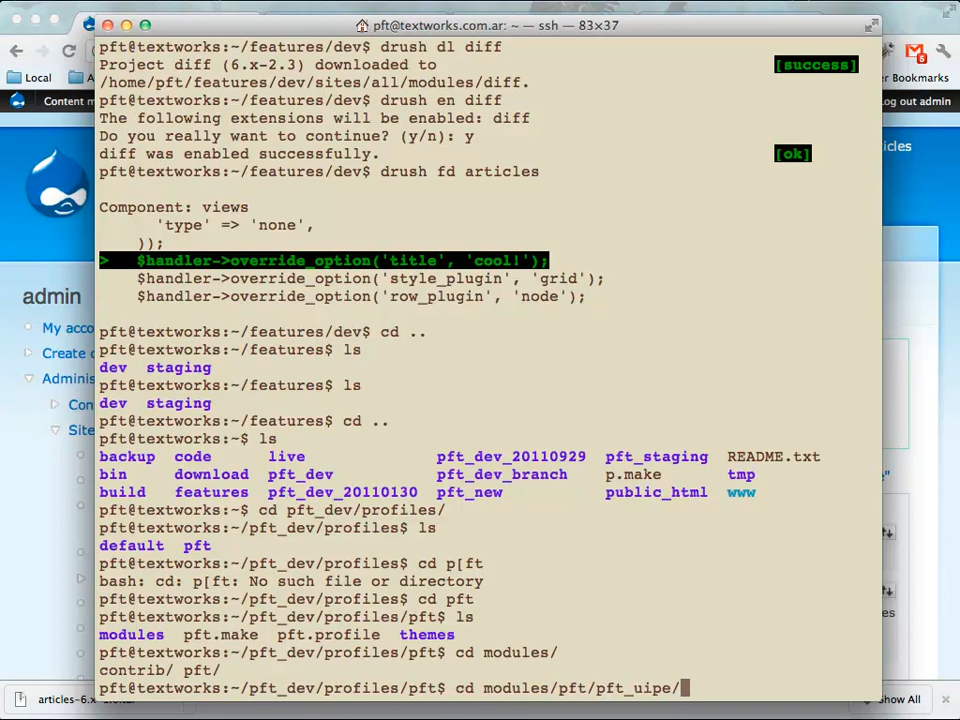 pft@textworks.com.ar: ~ — ssh — 83×37
pft@textworks:~/features/dev$ drush dl diff
Project diff (6.x-2.3) downloaded to [success]
/home/pft/features/dev/sites/all/modules/diff.
pft@textworks:~/features/dev$ drush en diff
The following extensions will be enabled: diff
Do you really want to continue? (y/n): y
diff was enabled successfully. [ok]
pft@textworks:~/features/dev$ drush fd articles
Component: views
'type' => 'none',
));
> $handler->override_option('title', 'cool!');
$handler->override_option('style_plugin', 'grid');
$handler->override_option('row_plugin', 'node');
pft@textworks:~/features/dev$ cd ..
pft@textworks:~/features$ ls
dev staging
pft@textworks:~/features$ ls
dev staging
pft@textworks:~/features$ cd ..
pft@textworks:~$ ls
backup code live pft_dev_20110929 pft_staging README.txt
bin download pft_dev pft_dev_branch p.make tmp
build features pft_dev_20110130 pft_new public_html www
pft@textworks:~$ cd pft_dev/profiles/
pft@textworks:~/pft_dev/profiles$ ls
default pft
pft@textworks:~/pft_dev/profiles$ cd p[ft
bash: cd: p[ft: No such file or directory
pft@textworks:~/pft_dev/profiles$ cd pft
pft@textworks:~/pft_dev/profiles/pft$ ls
modules pft.make pft.profile themes
pft@textworks:~/pft_dev/profiles/pft$ cd modules/
contrib/ pft/
pft@textworks:~/pft_dev/profiles/pft$ cd modules/pft/pft_uipe/
Local
5
Bookmarks
Content m
Log out admin
icles
admin
My acco
Create c
Adminis
Con
Site
articles-6.x
Show All